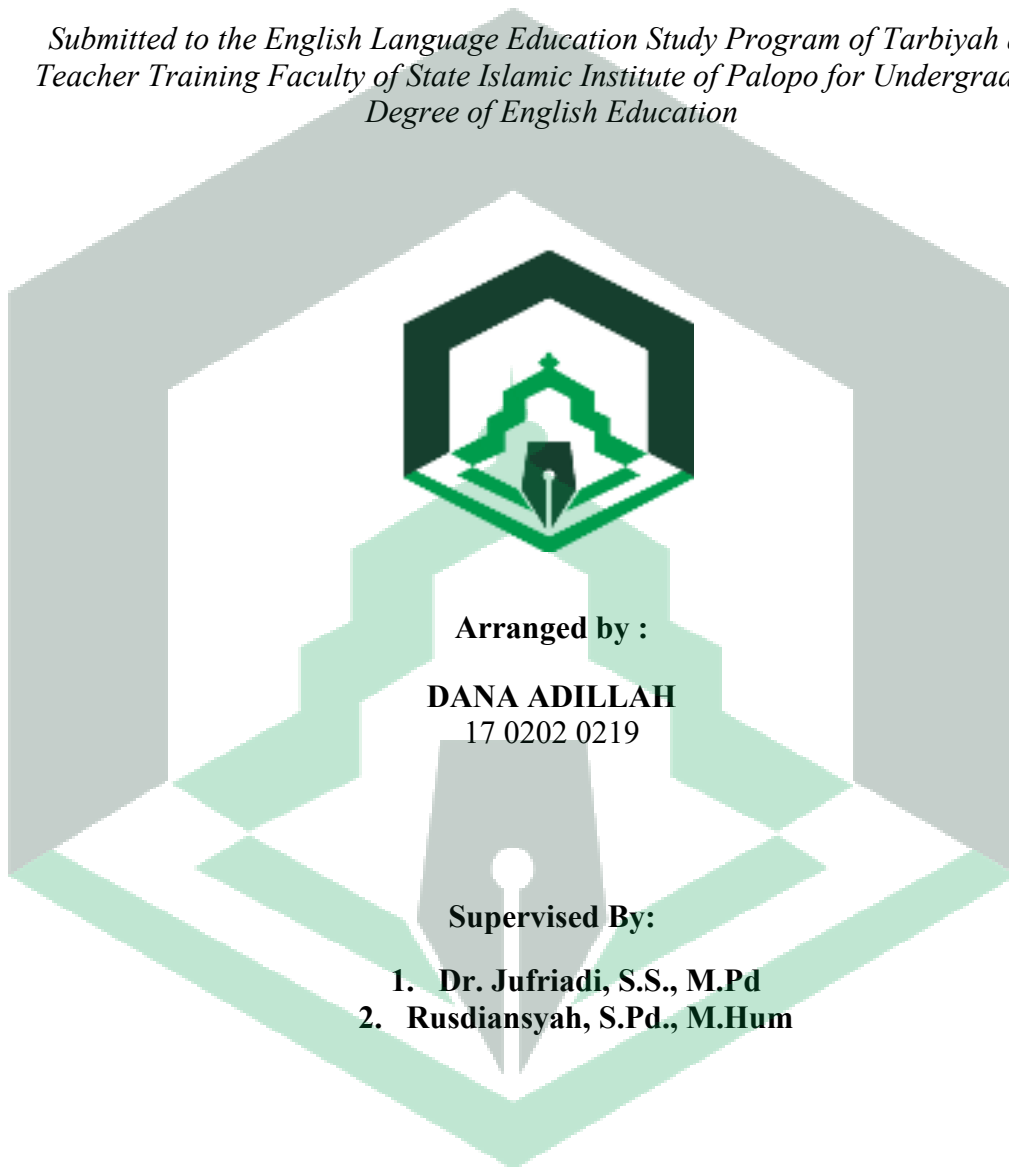 Submitted to the English Language Education Study Program of Tarbiyah
Teacher Training Faculty of State Islamic Institute of Palopo for
Degree of English Education
Arranged by :
DANA ADILLAH
17 0202 0219
Supervised By:
1. Dr. Jufriadi, S.S., M.Pd
2. Rusdiansyah, S.Pd., M.Hum